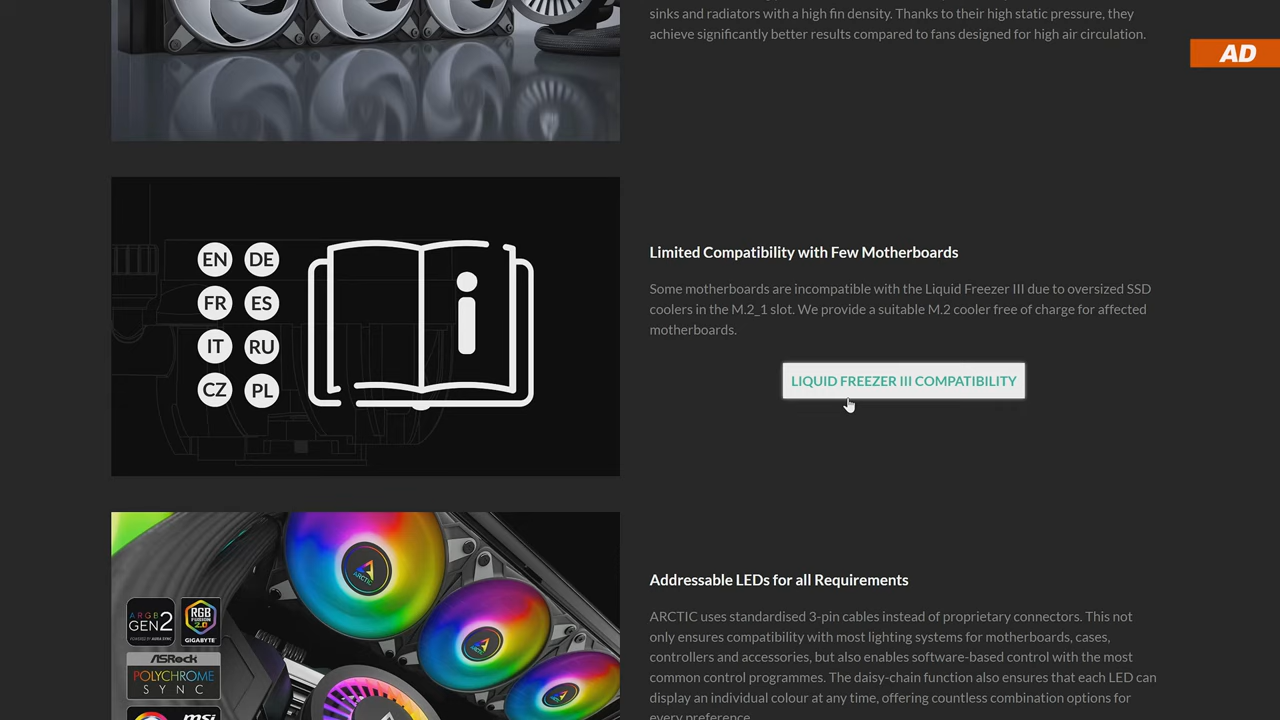 sinks and radiators with a high fin density. Thanks to their high static pressure, they
achieve significantly better results compared to fans designed for high air circulation.
AD
EN DE
FR ES
IT RU
CZ PL
Limited Compatibility with Few Motherboards
Some motherboards are incompatible with the Liquid Freezer III due to oversized SSD
coolers in the M.2_1 slot. We provide a suitable M.2 cooler free of charge for affected
motherboards.
LIQUID FREEZER III COMPATIBILITY
ARCTIC
ARGB
GEN2
RGB
FUSION
2.0
GIGABYTE
ASRock
POLYCHROME
SYNC
msi
Addressable LEDs for all Requirements
ARCTIC uses standardised 3-pin cables instead of proprietary connectors. This not
only ensures compatibility with most lighting systems for motherboards, cases,
controllers and accessories, but also enables software-based control with the most
common control programmes. The daisy-chain function also ensures that each LED can
display an individual colour at any time, offering countless combination options for
every preference.